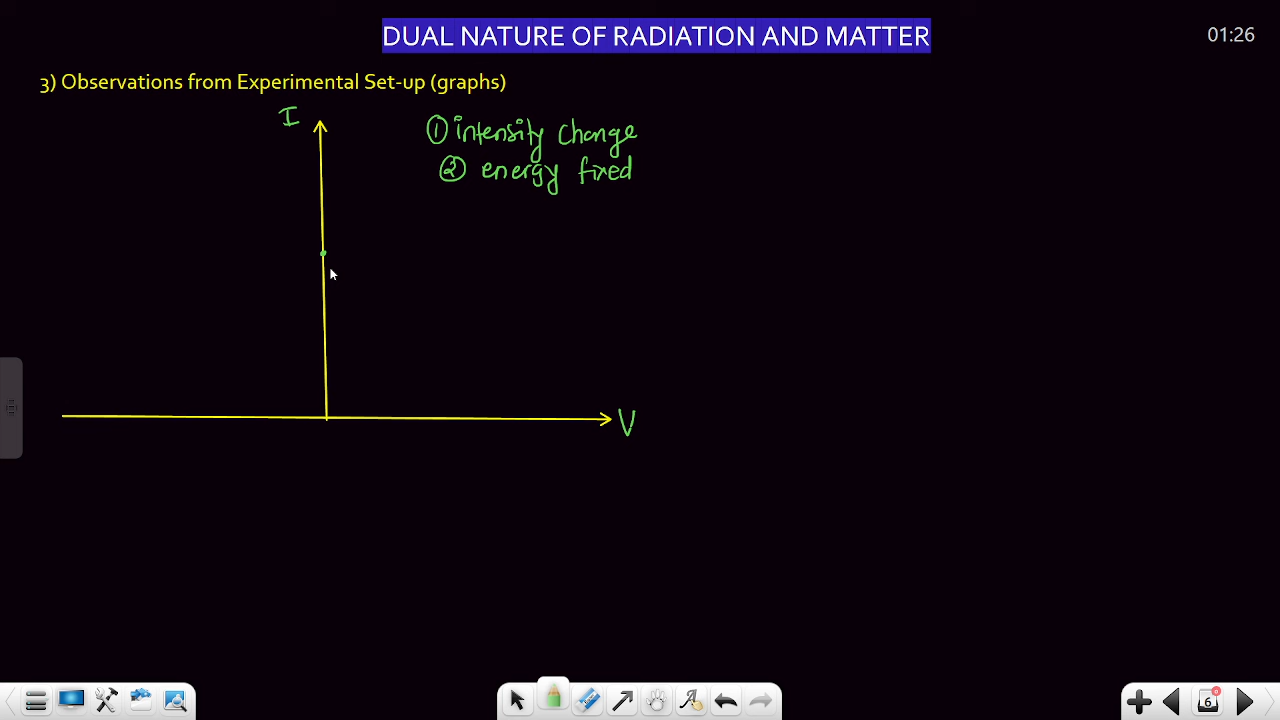 DUAL NATURE OF RADIATION AND MATTER
01:26
3) Observations from Experimental Set-up (graphs)
I
① intensity change
② energy fixed
V
6